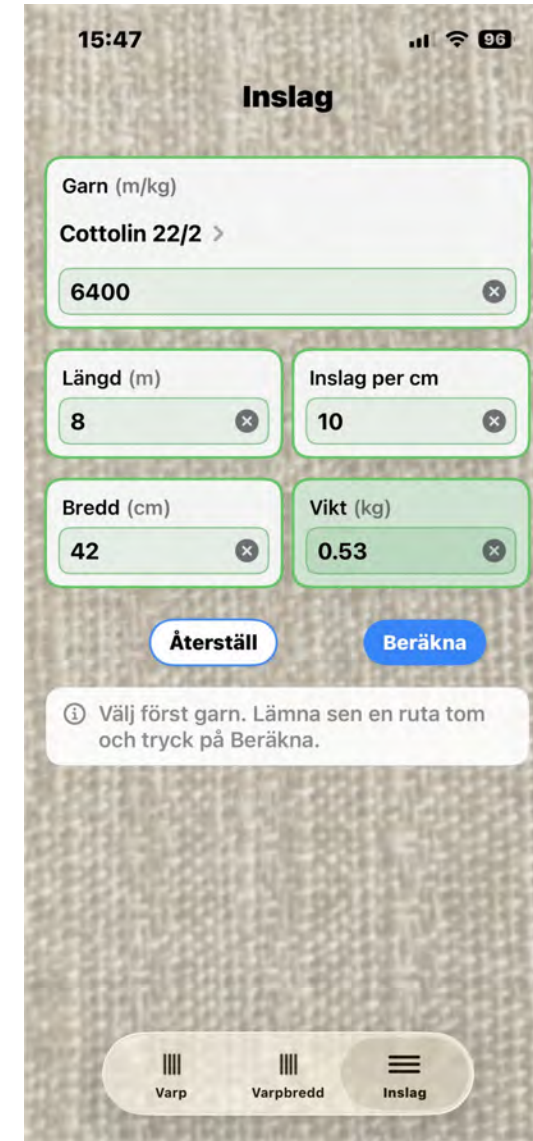 15:47
96
Inslag
Garn (m/kg)
Cottolin 22/2 >
6400
Längd (m)
Inslag per cm
8
10
Bredd (cm)
Vikt (kg)
42
0.53
Återställ
Beräkna
Välj först garn. Lämna sen en ruta tom
och tryck på Beräkna.
Varp
Varpbredd
Inslag